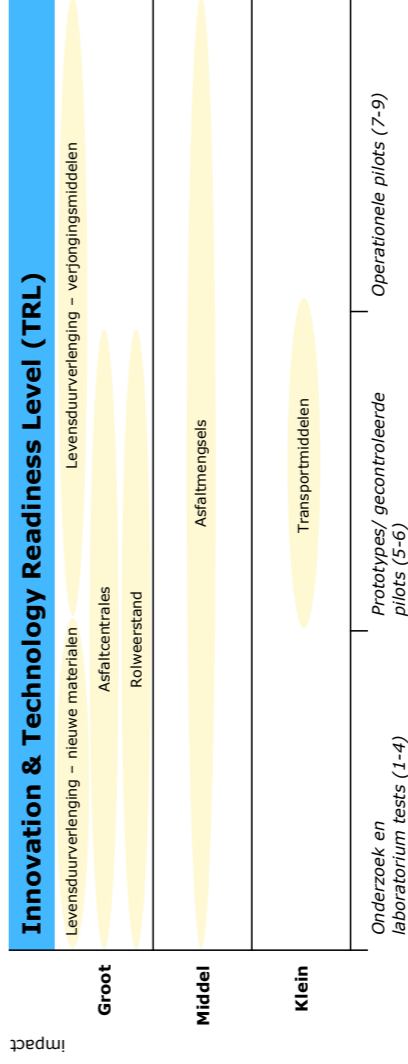 Innovation & Technology Readiness Level (TRL)
impact
Groot
Levensduurverlenging – nieuwe materialen
Levensduurverlenging – verjongingsmiddelen
Asfaltcentrales
Rolweerstand
Middel
Asfaltmengsels
Klein
Transportmiddelen
Onderzoek en
laboratorium tests (1-4)
Prototypes/ gecontroleerde
pilots (5-6)
Operationele pilots (7-9)